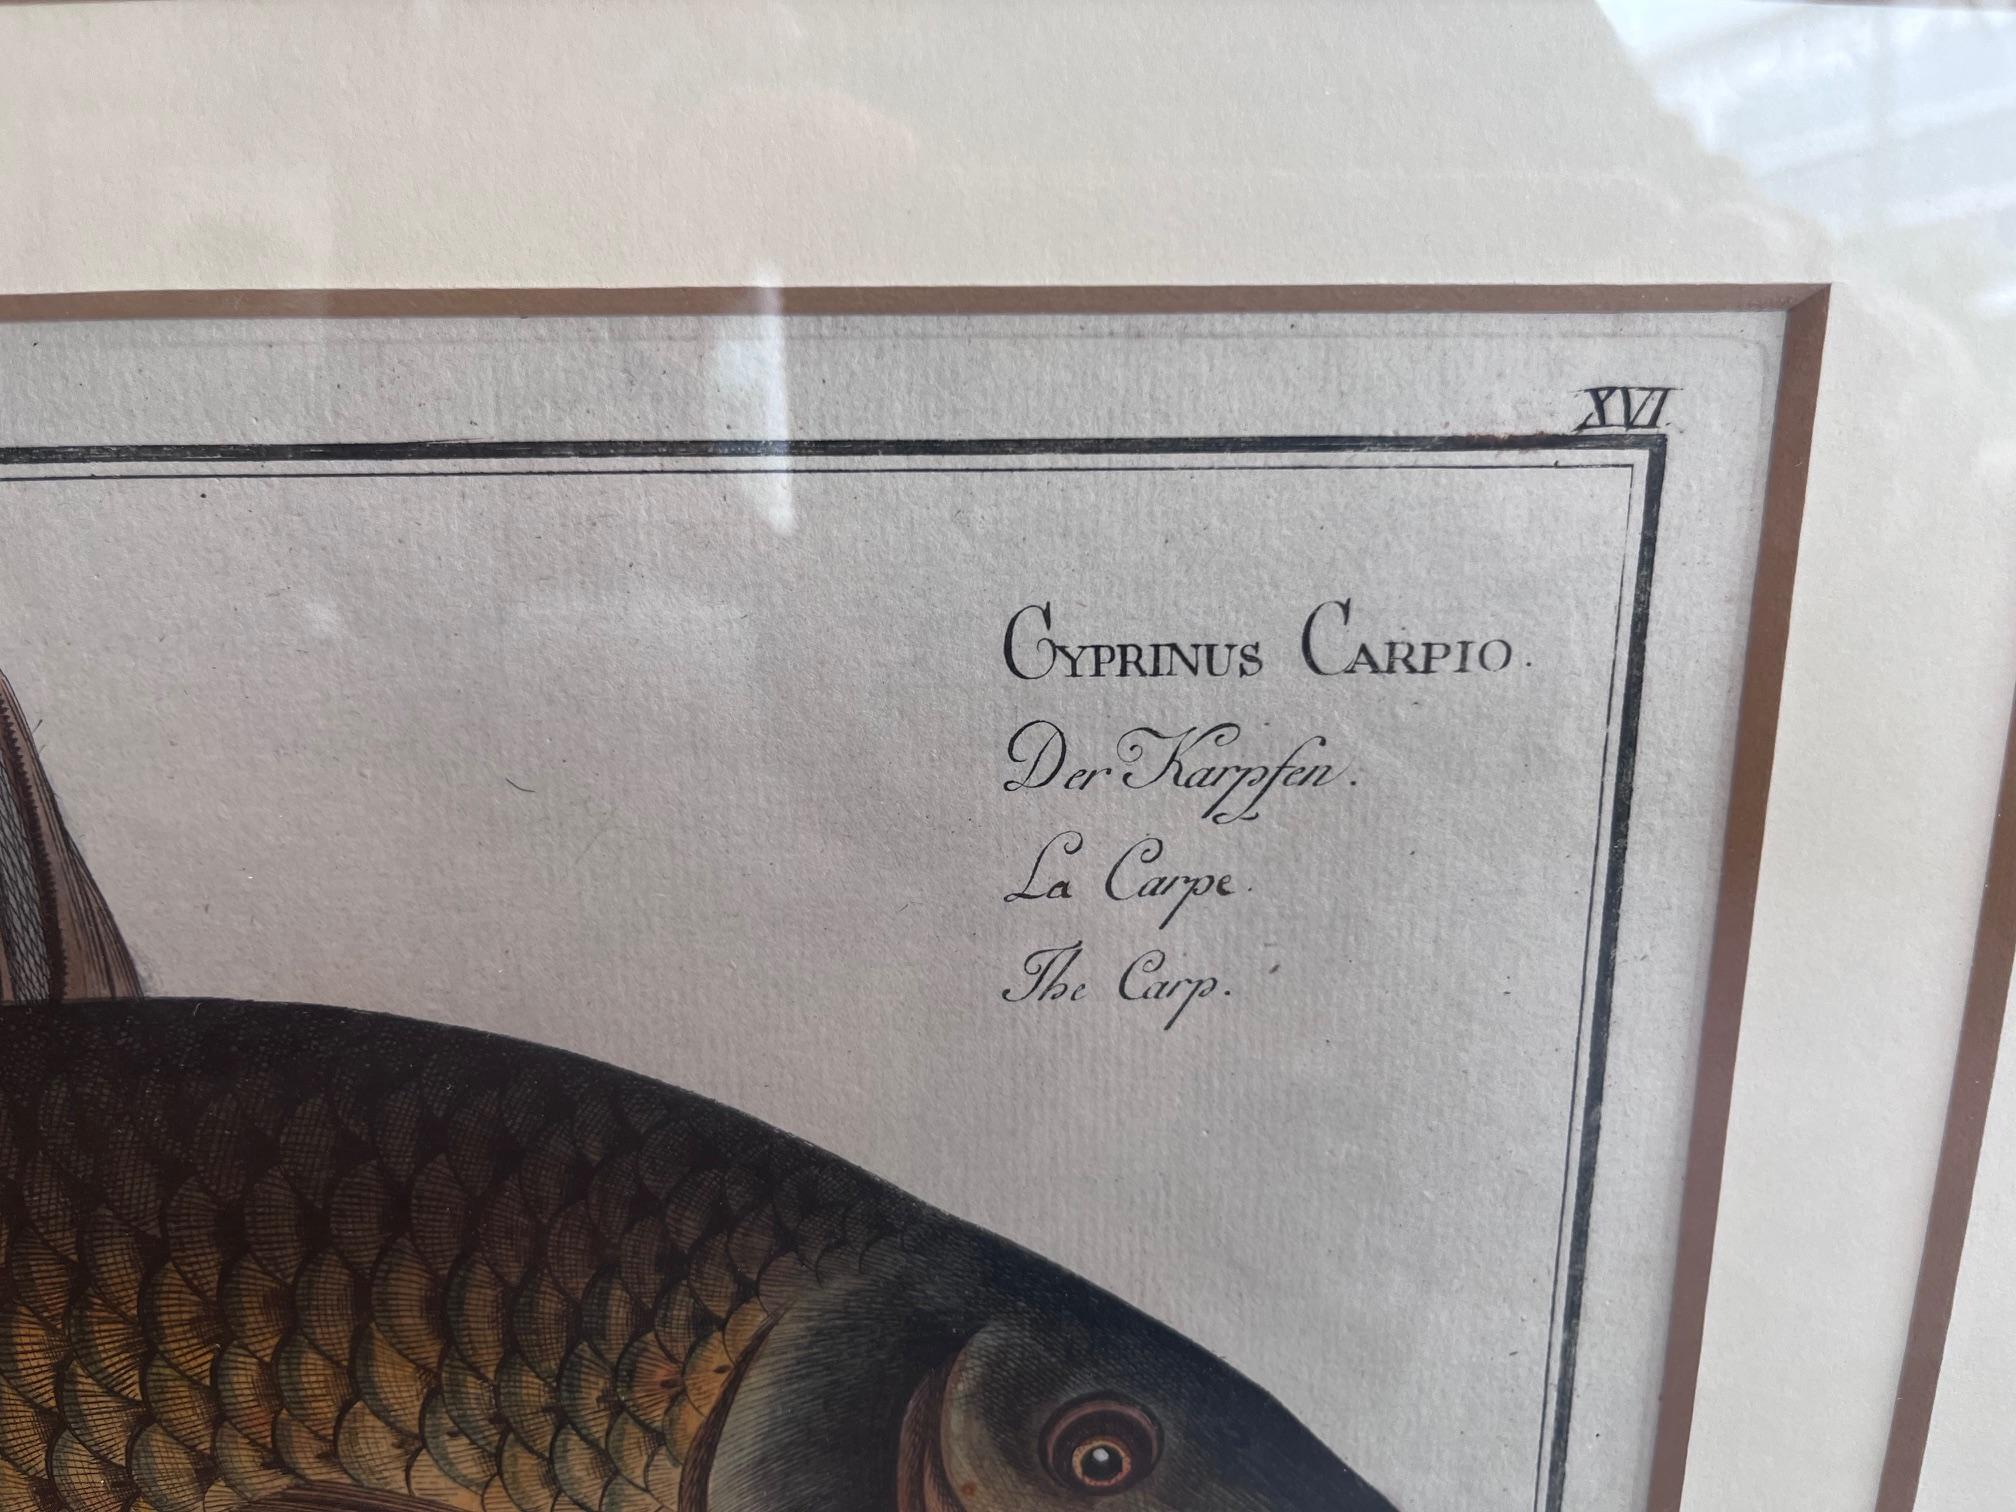 XVI.
CYPRINUS CARPIO.
Der Karpfen.
La Carpe.
The Carp.